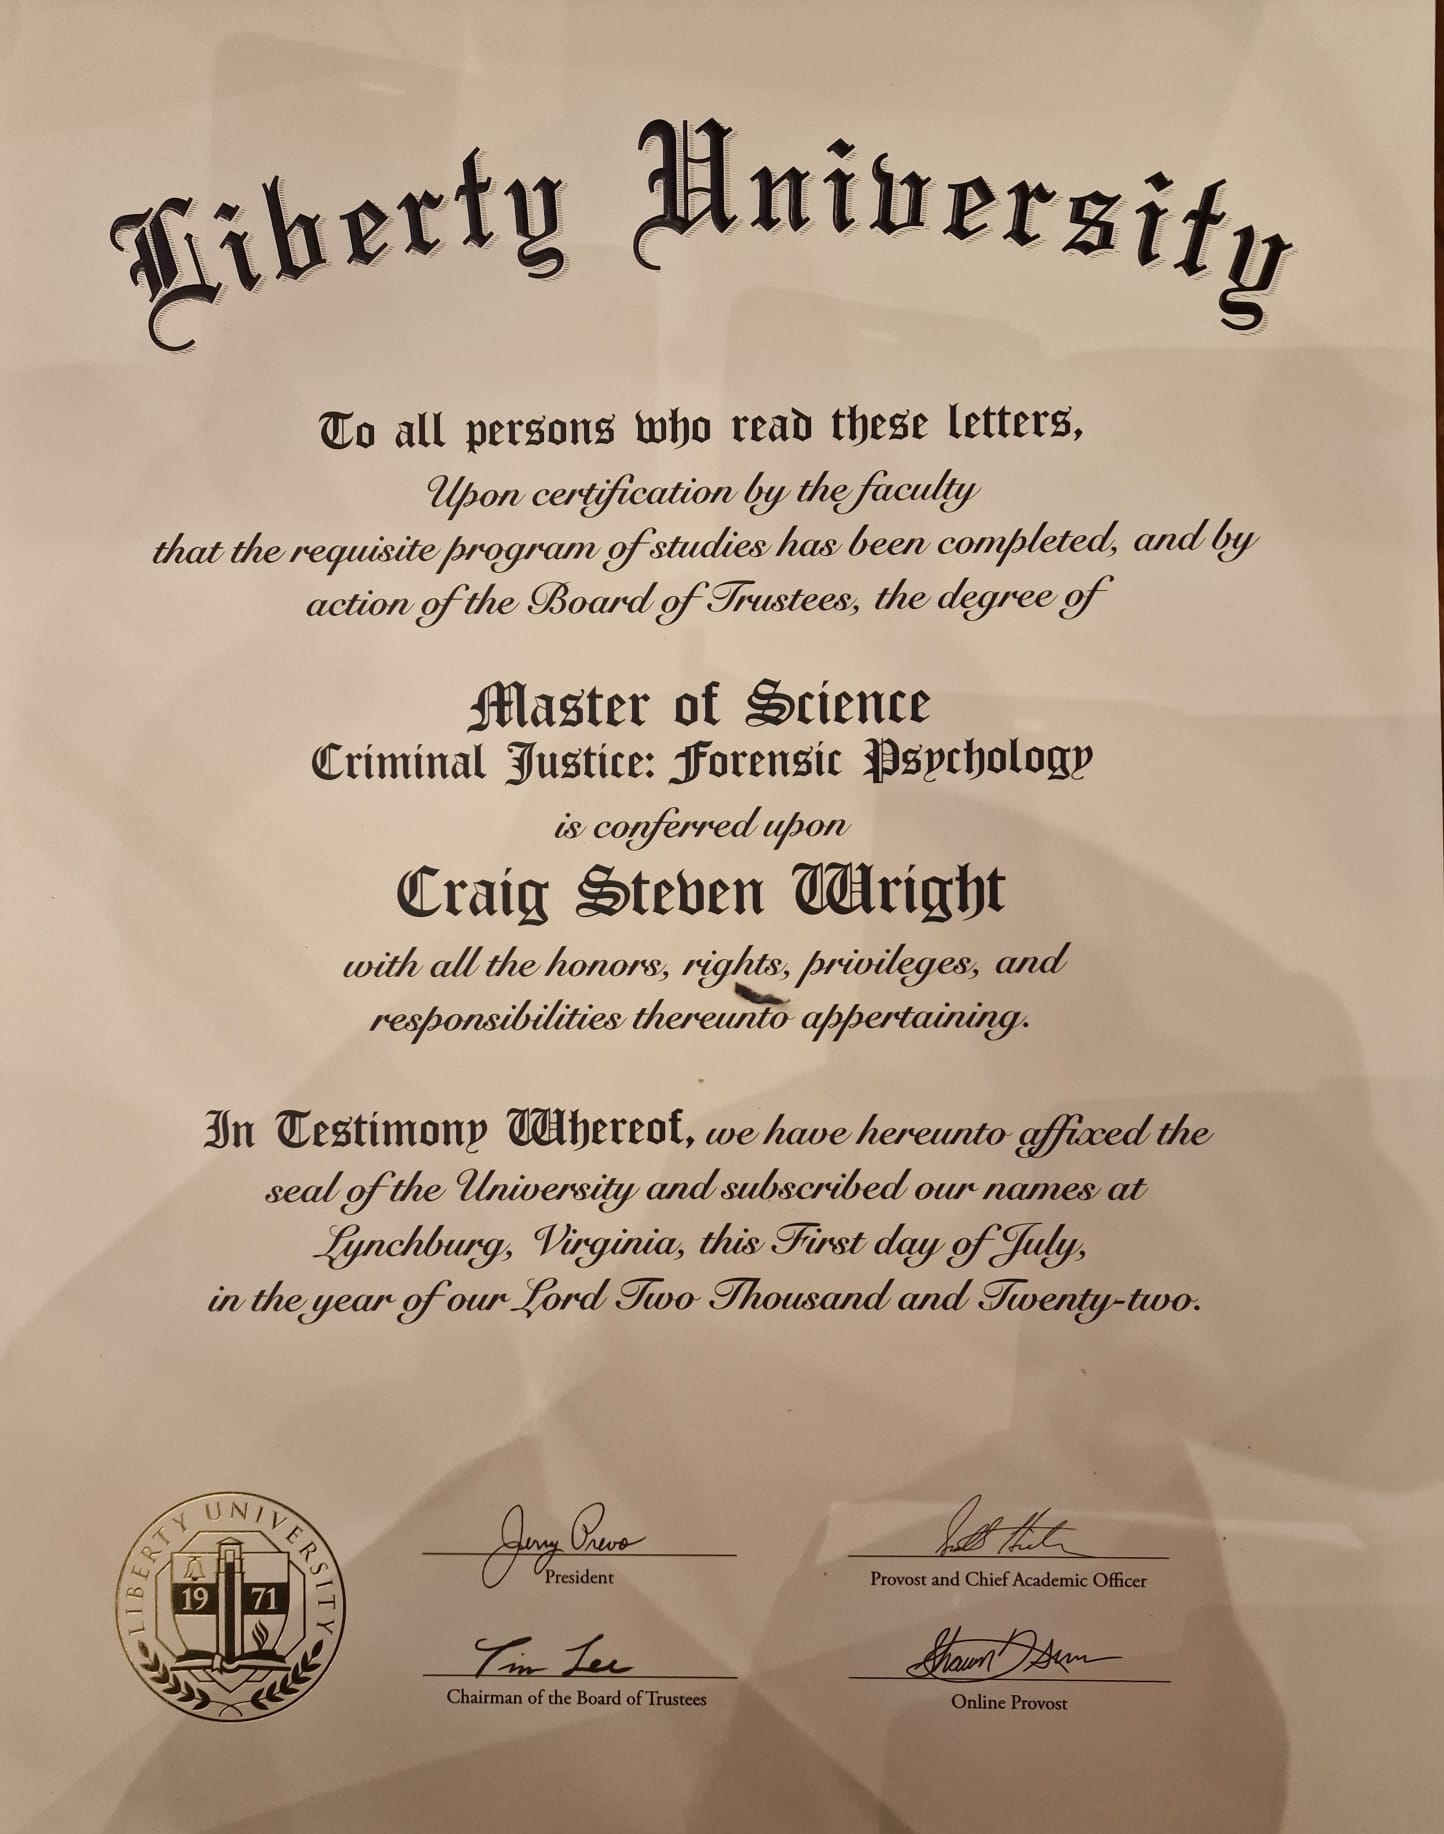 Liberty University
To all persons who read these letters,
Upon certification by the faculty
that the requisite program of studies has been completed, and by
action of the Board of Trustees, the degree of
Master of Science
Criminal Justice: Forensic Psychology
is conferred upon
Craig Steven Wright
with all the honors, rights, privileges, and
responsibilities thereunto appertaining.
In Testimony Whereof, we have hereunto affixed the
seal of the University and subscribed our names at
Lynchburg, Virginia, this First day of July,
in the year of our Lord Two Thousand and Twenty-two.
LIBERTY UNIVERSITY
19 71
Jerry Prevo
President
Provost and Chief Academic Officer
Tim Lee
Chairman of the Board of Trustees
Shawn D
Online Provost